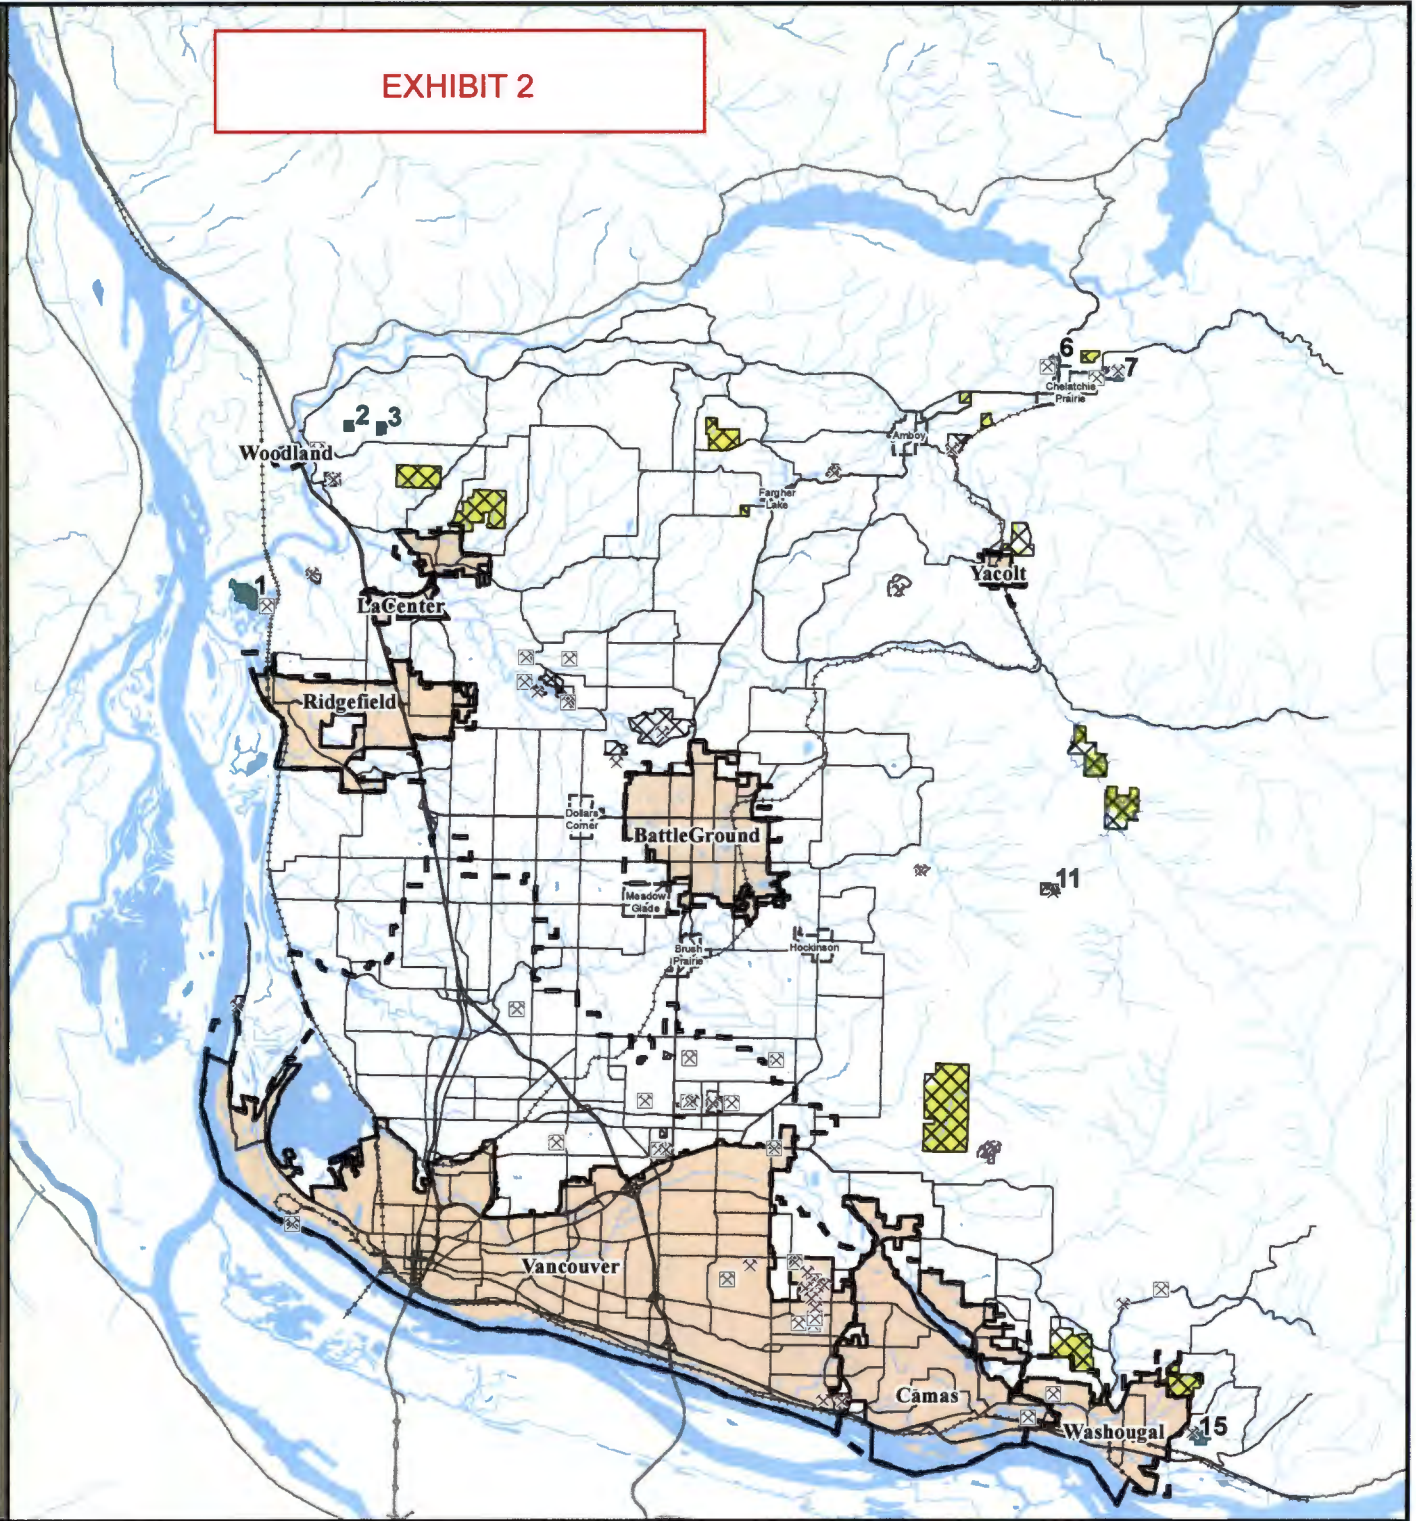 EXHIBIT 2
6
7
Chelatchie
Prairie
2
3
Amboy
Woodland
Fargher
Lake
Yacolt
1
LaCenter
Ridgefield
Dollars
Corner
BattleGround
11
Meadow
Glade
Brush
Prairie
Hockinson
Vancouver
Camas
Washougal
15